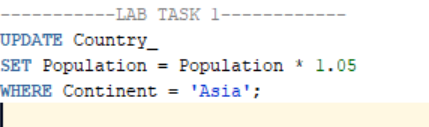 -----------LAB TASK 1------------
UPDATE Country_
SET Population = Population * 1.05
WHERE Continent = 'Asia';